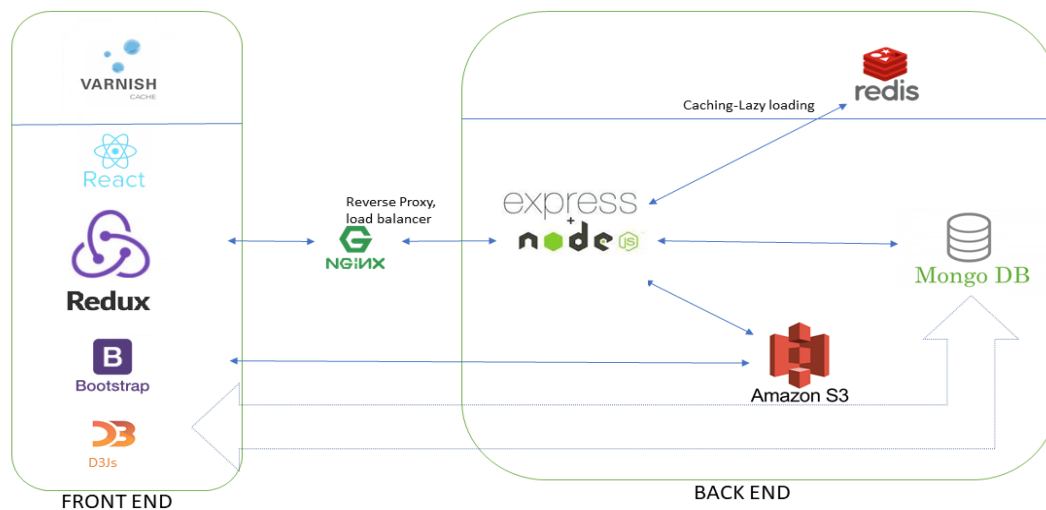 VARNISH
CACHE
React
Redux
B
Bootstrap
D3
D3Js
FRONT END
Reverse Proxy,
load balancer
G
NGiNX
Caching-Lazy loading
redis
express
+
node
JS
Mongo DB
Amazon S3
BACK END